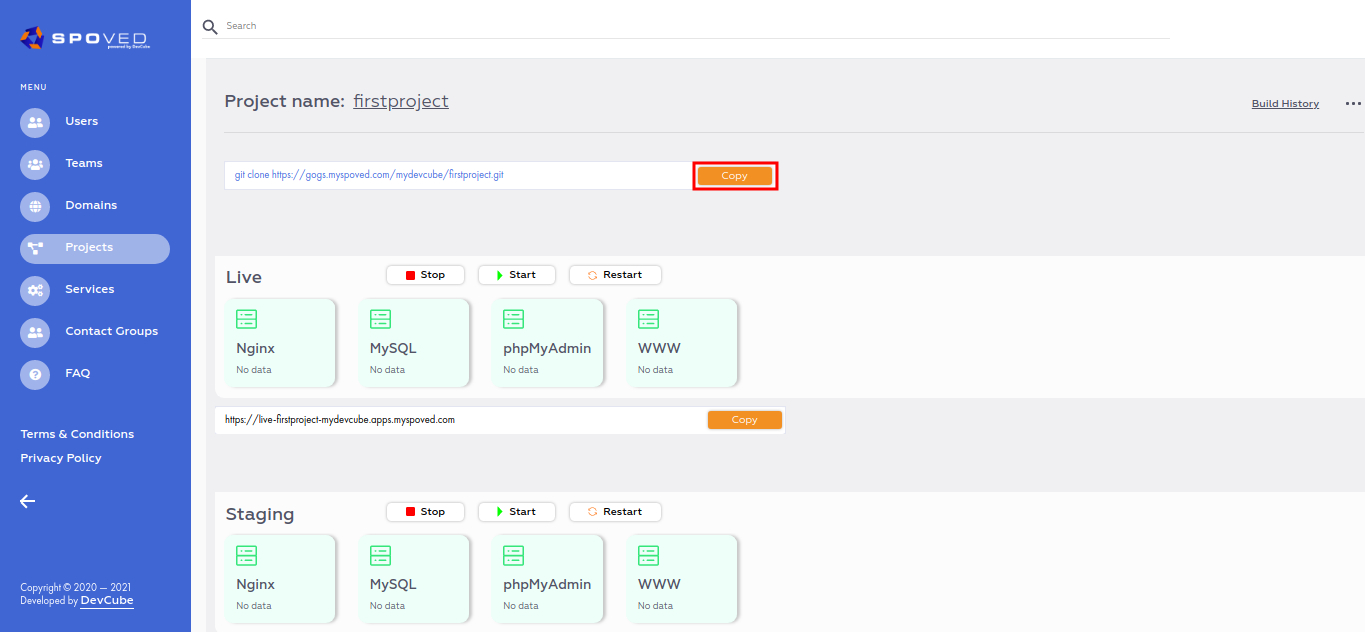 SPOVED
powered by DevCube
Search
MENU
Users
Teams
Domains
Projects
Services
Contact Groups
FAQ
Terms & Conditions
Privacy Policy
Copyright © 2020 — 2021
Developed by DevCube
Project name: firstproject
Build History
git clone https://gogs.myspoved.com/mydevcube/firstproject.git
Copy
Live
Stop
Start
Restart
Nginx
No data
MySQL
No data
phpMyAdmin
No data
WWW
No data
https://live-firstproject-mydevcube.apps.myspoved.com
Copy
Staging
Stop
Start
Restart
Nginx
No data
MySQL
No data
phpMyAdmin
No data
WWW
No data